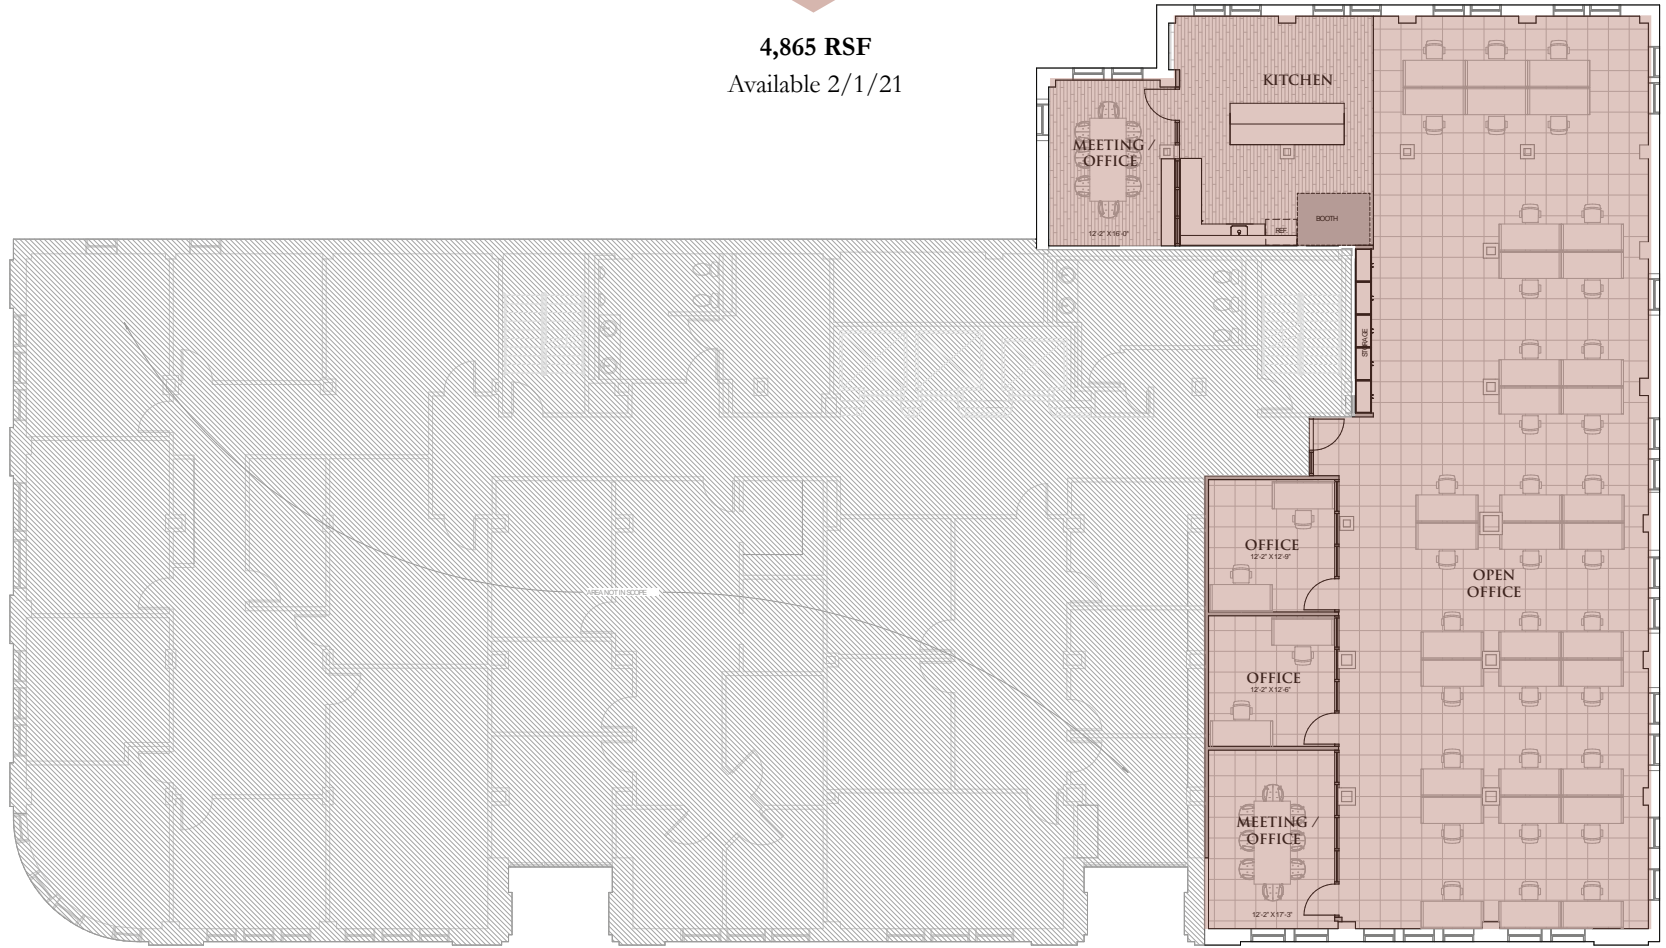 4,865 RSF
Available 2/1/21
KITCHEN
MEETING /
OFFICE
12'-2" X 16'-0"
REF.
BOOTH
STORAGE
OFFICE
12'-2" X 12'-9"
OPEN
OFFICE
AREA NOT IN SCOPE
OFFICE
12'-2" X 12'-6"
MEETING /
OFFICE
12'-2" X 17'-3"